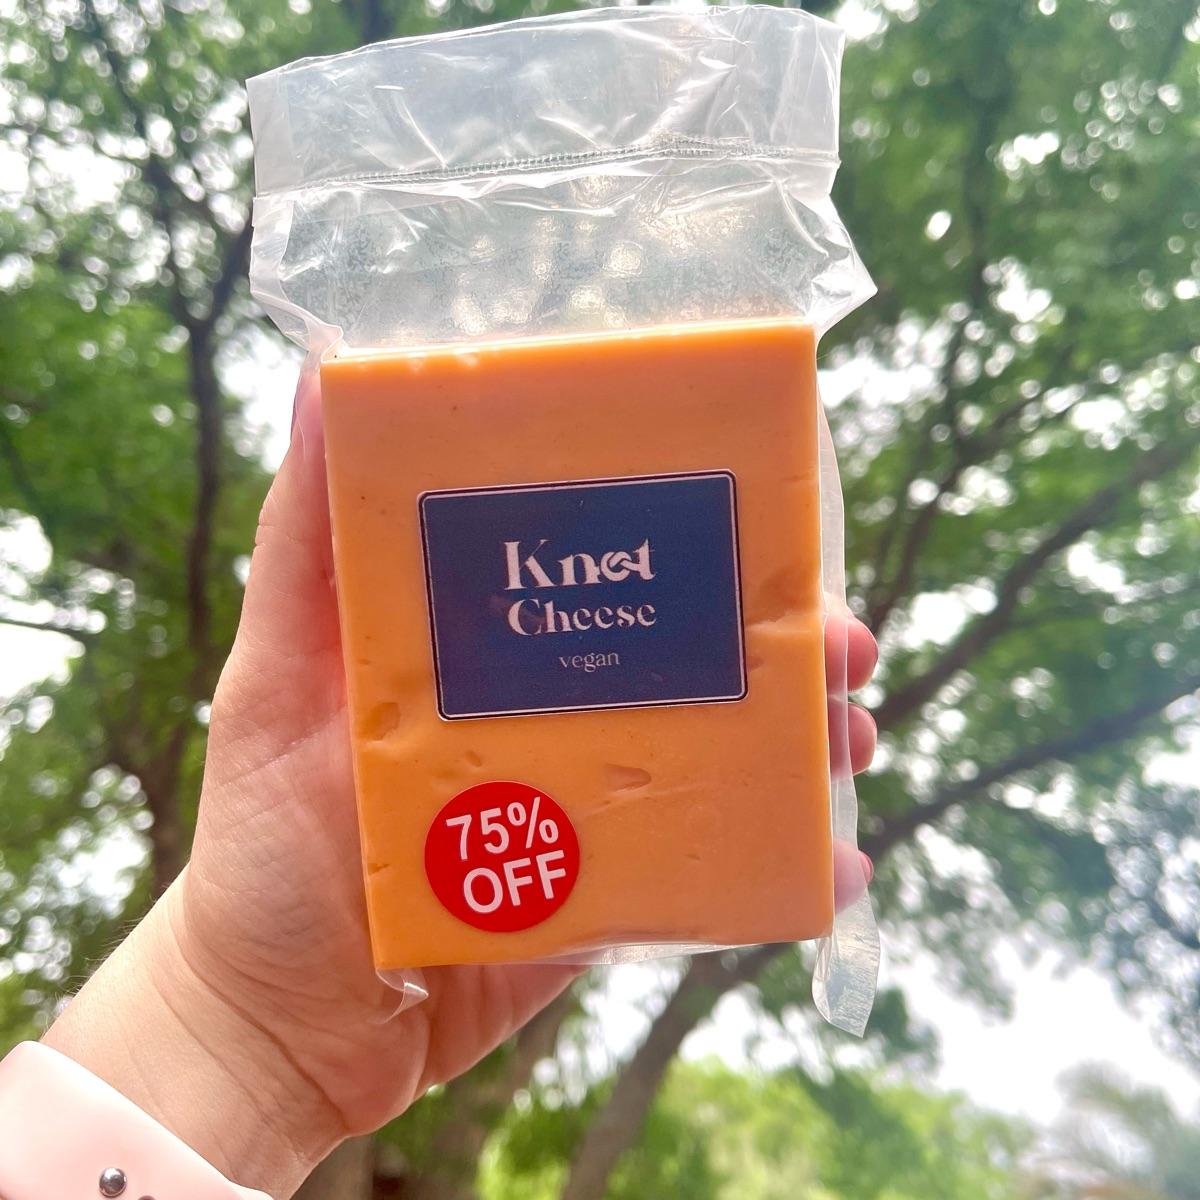 Knot
Cheese
vegan
75%
OFF